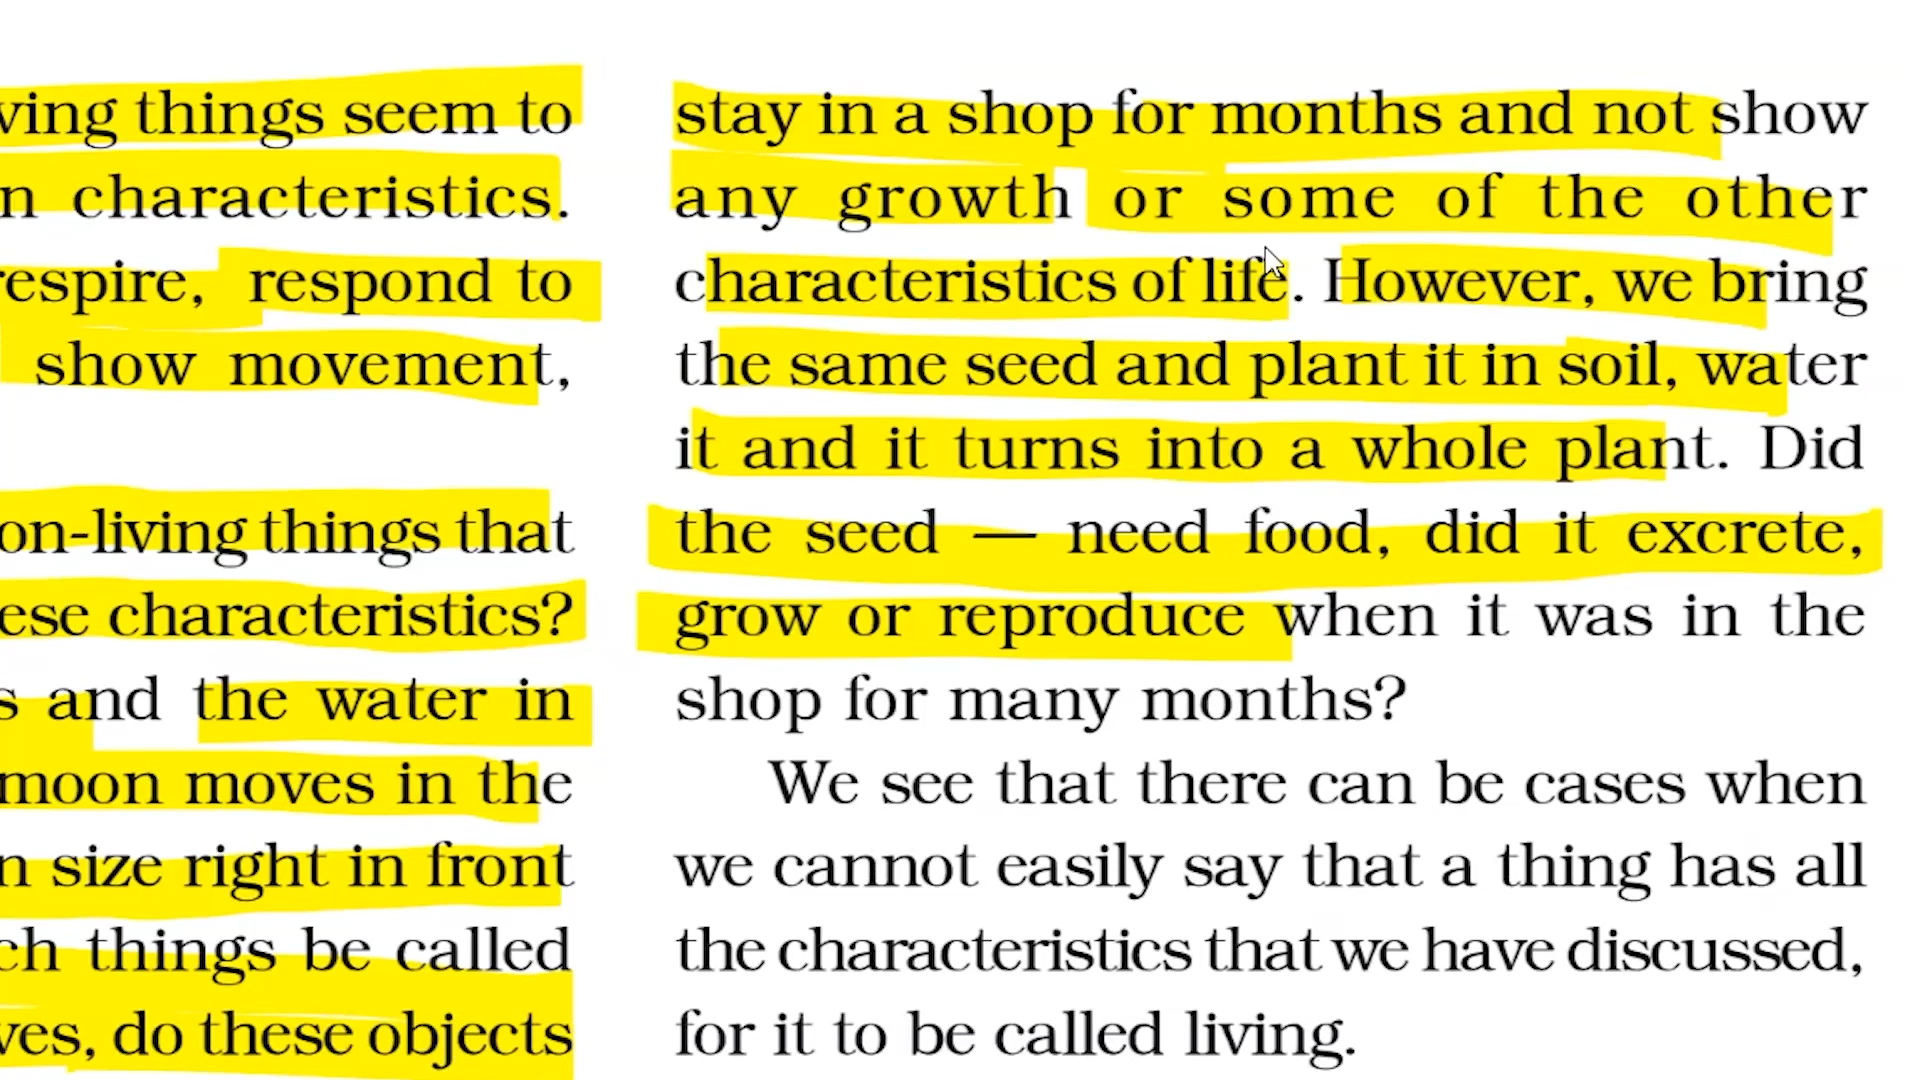 ving things seem to
n characteristics.
respire, respond to
show movement,
on-living things that
ese characteristics?
s and the water in
moon moves in the
n size right in front
ch things be called
ves, do these objects
stay in a shop for months and not show
any growth or some of the other
characteristics of life. However, we bring
the same seed and plant it in soil, water
it and it turns into a whole plant. Did
the seed — need food, did it excrete,
grow or reproduce when it was in the
shop for many months?
We see that there can be cases when
we cannot easily say that a thing has all
the characteristics that we have discussed,
for it to be called living.